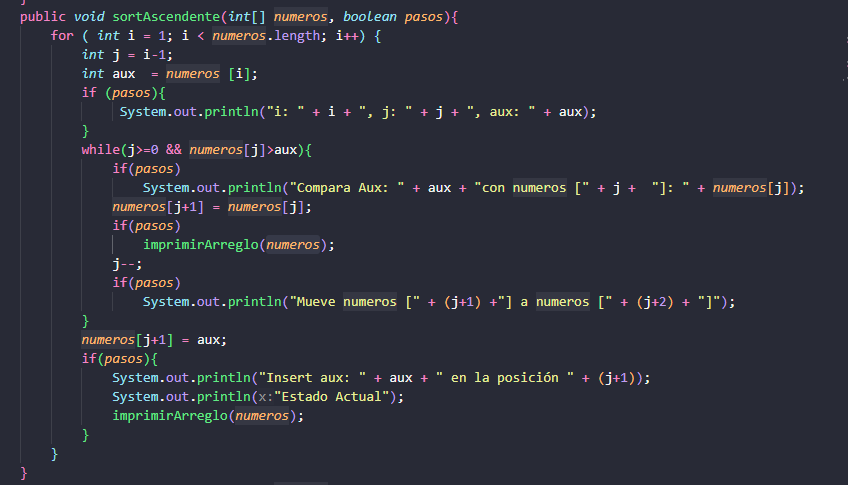 public void sortAscendente(int[] numeros, boolean pasos){
for ( int i = 1; i < numeros.length; i++) {
int j = i-1;
int aux  = numeros [i];
if (pasos){
System.out.println("i: " + i + ", j: " + j + ", aux: " + aux);
}
while(j>=0 && numeros[j]>aux){
if(pasos)
System.out.println("Compara Aux: " + aux + "con numeros [" + j +  "]: " + numeros[j]);
numeros[j+1] = numeros[j];
if(pasos)
imprimirArreglo(numeros);
j--;
if(pasos)
System.out.println("Mueve numeros [" + (j+1) +"] a numeros [" + (j+2) + "]");
}
numeros[j+1] = aux;
if(pasos){
System.out.println("Insert aux: " + aux + " en la posición " + (j+1));
System.out.println(x:"Estado Actual");
imprimirArreglo(numeros);
}
}
}